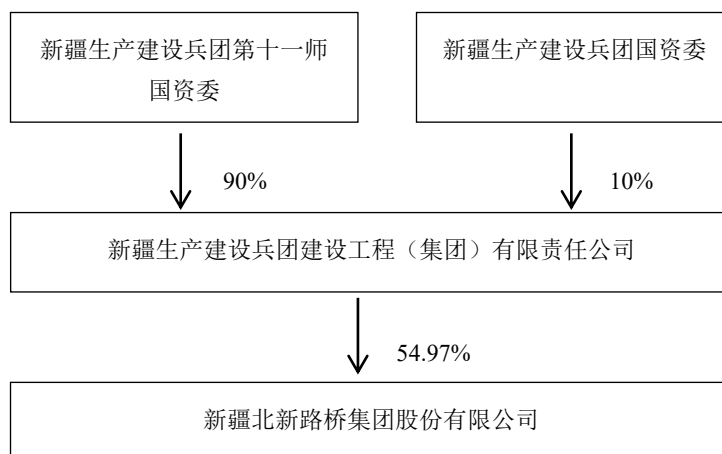 新疆生产建设兵团第十一师
国资委
新疆生产建设兵团国资委
90%
10%
新疆生产建设兵团建设工程（集团）有限责任公司
54.97%
新疆北新路桥集团股份有限公司